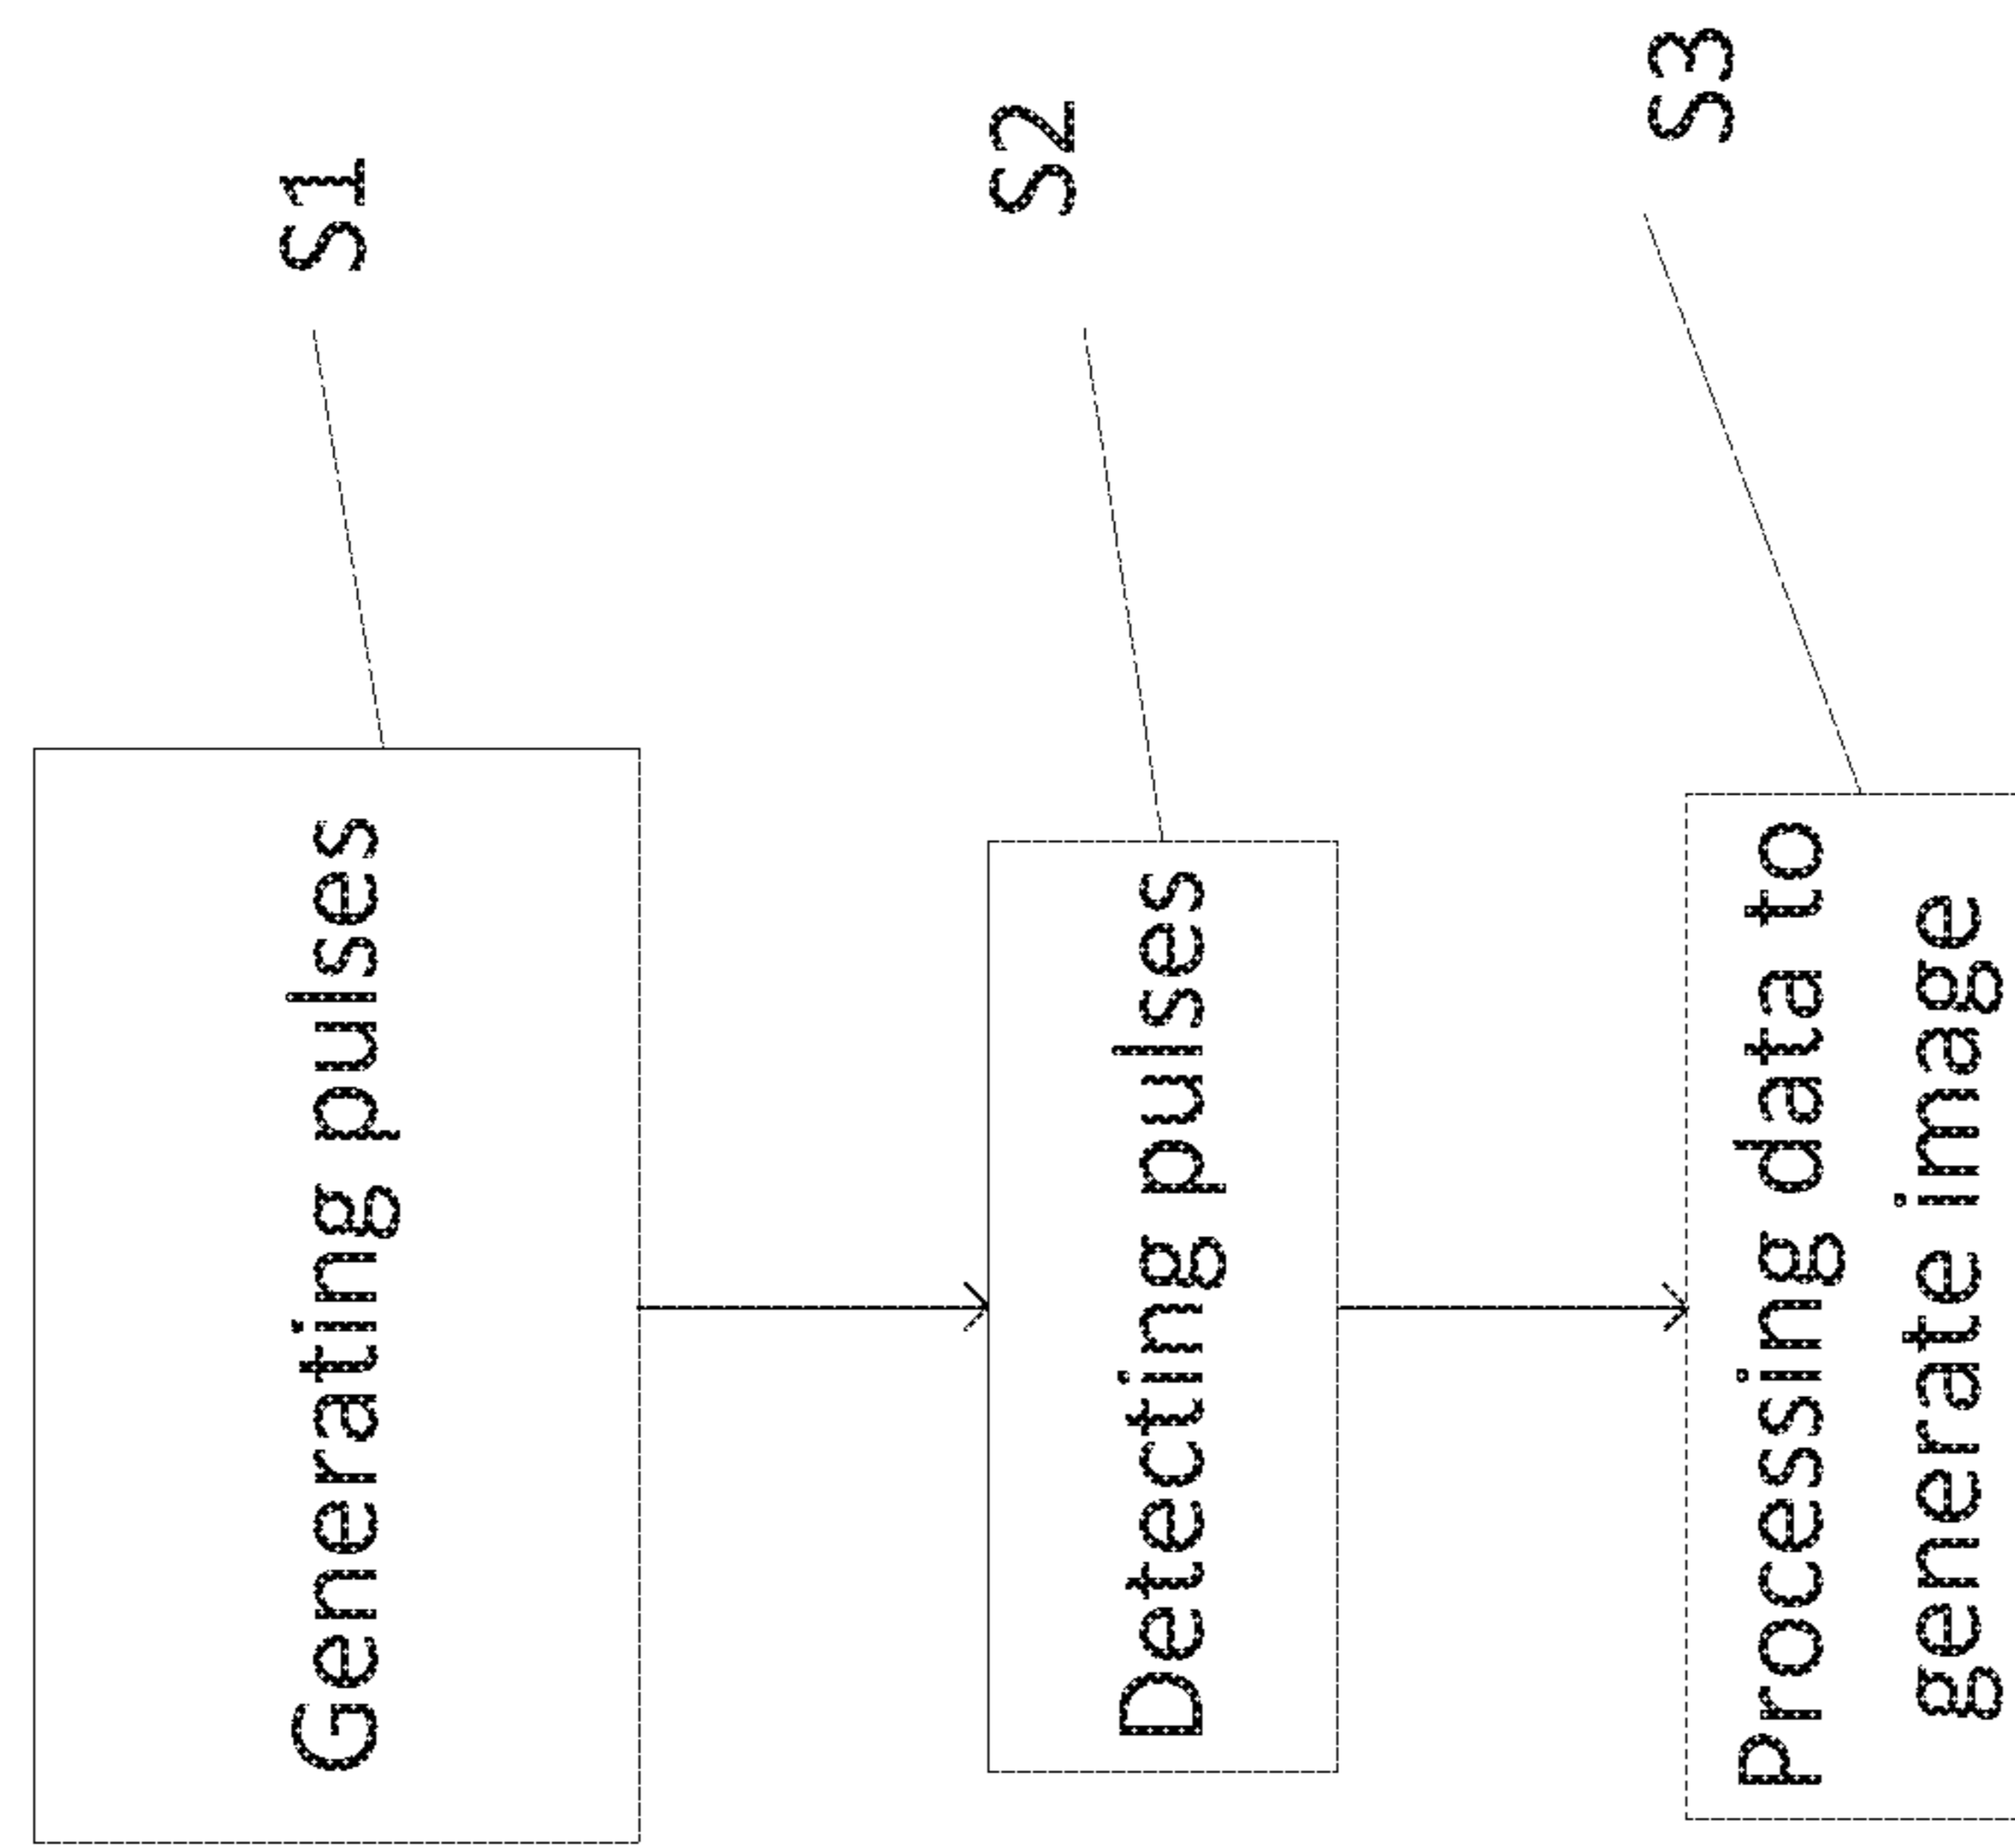 Generating pulses
S1
Detecting pulses
S2
Processing data to
generate image
S3